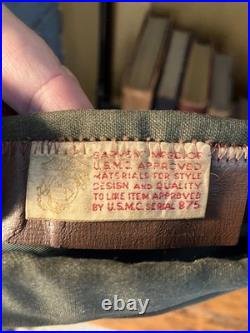 U.S.M.C. APPROVED
MATERIALS FOR STYLE
DESIGN AND QUALITY
TO LIKE ITEM APPROVED
BY U.S.M.C. SERIAL 875